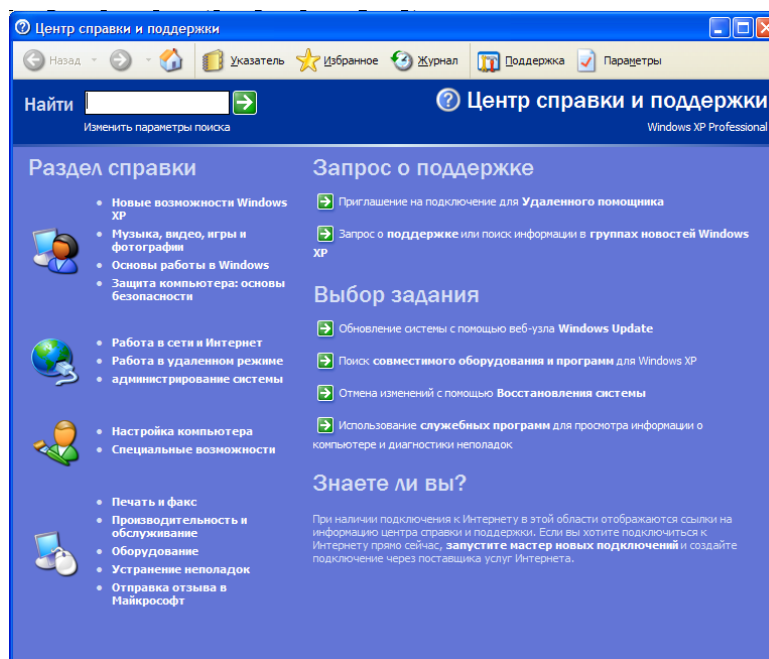 Центр справки и поддержки
Назад
Указатель
Избранное
Журнал
Поддержка
Параметры
Найти
Изменить параметры поиска
Центр справки и поддержки
Windows XP Professional
Раздел справки
Новые возможности Windows
XP
Музыка, видео, игры и
фотографии
Основы работы в Windows
Защита компьютера: основы
безопасности
Работа в сети и Интернет
Работа в удаленном режиме
администрирование системы
Настройка компьютера
Специальные возможности
Печать и факс
Производительность и
обслуживание
Оборудование
Устранение неполадок
Отправка отзыва в
Майкрософт
Запрос о поддержке
Приглашение на подключение для Удаленного помощника
Запрос о поддержке или поиск информации в группах новостей Windows
XP
Выбор задания
Обновление системы с помощью веб-узла Windows Update
Поиск совместимого оборудования и программ для Windows XP
Отмена изменений с помощью Восстановления системы
Использование служебных программ для просмотра информации о
компьютере и диагностики неполадок
Знаете ли вы?
При наличии подключения к Интернету в этой области отображаются ссылки на
информацию центра справки и поддержки. Если вы хотите подключиться к
Интернету прямо сейчас, запустите мастер новых подключений и создайте
подключение через поставщика услуг Интернета.